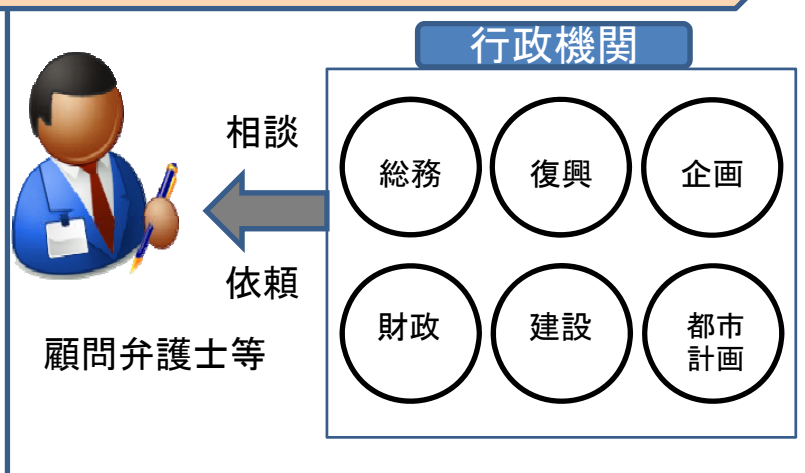 行政機関
相談
依頼
顧問弁護士等
総務
復興
企画
財政
建設
都市
計画